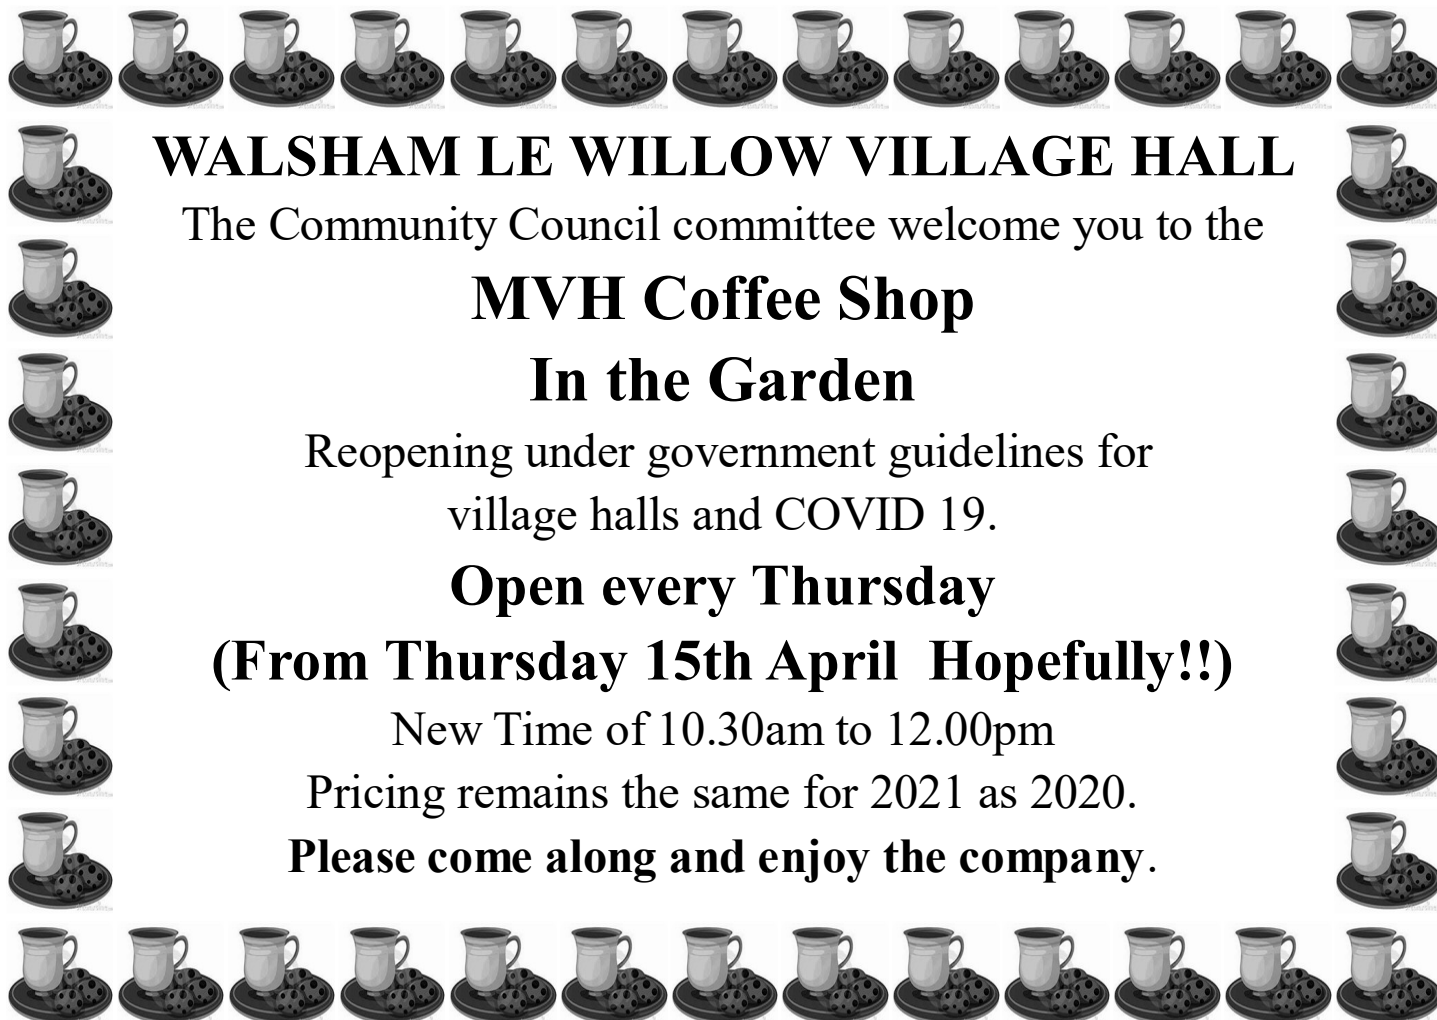 WALSHAM LE WILLOW VILLAGE HALL
The Community Council committee welcome you to the
MVH Coffee Shop
In the Garden
Reopening under government guidelines for
village halls and COVID 19.
Open every Thursday
(From Thursday 15th April  Hopefully!!)
New Time of 10.30am to 12.00pm
Pricing remains the same for 2021 as 2020.
Please come along and enjoy the company.